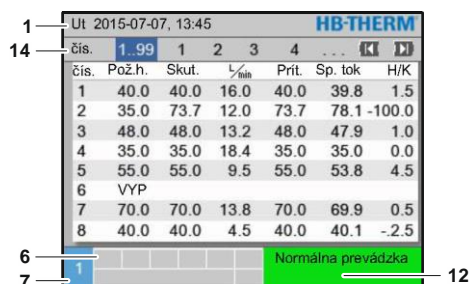 1 Ut 2015-07-07, 13:45 HB-THERM
14 čís. 1..99 1 2 3 4 ...
čís. Pož.h. Skut. L/min Prít. Sp. tok H/K
1 40.0 40.0 16.0 40.0 39.8 1.5
2 35.0 73.7 12.0 73.7 78.1 -100.0
3 48.0 48.0 13.2 48.0 47.9 1.0
4 35.0 35.0 18.4 35.0 35.0 0.0
5 55.0 55.0 9.5 55.0 53.8 4.5
6 VYP
7 70.0 70.0 13.8 70.0 69.9 0.5
8 40.0 40.0 4.5 40.0 40.1 -.2.5
6 1 Normálna prevádzka
7 12